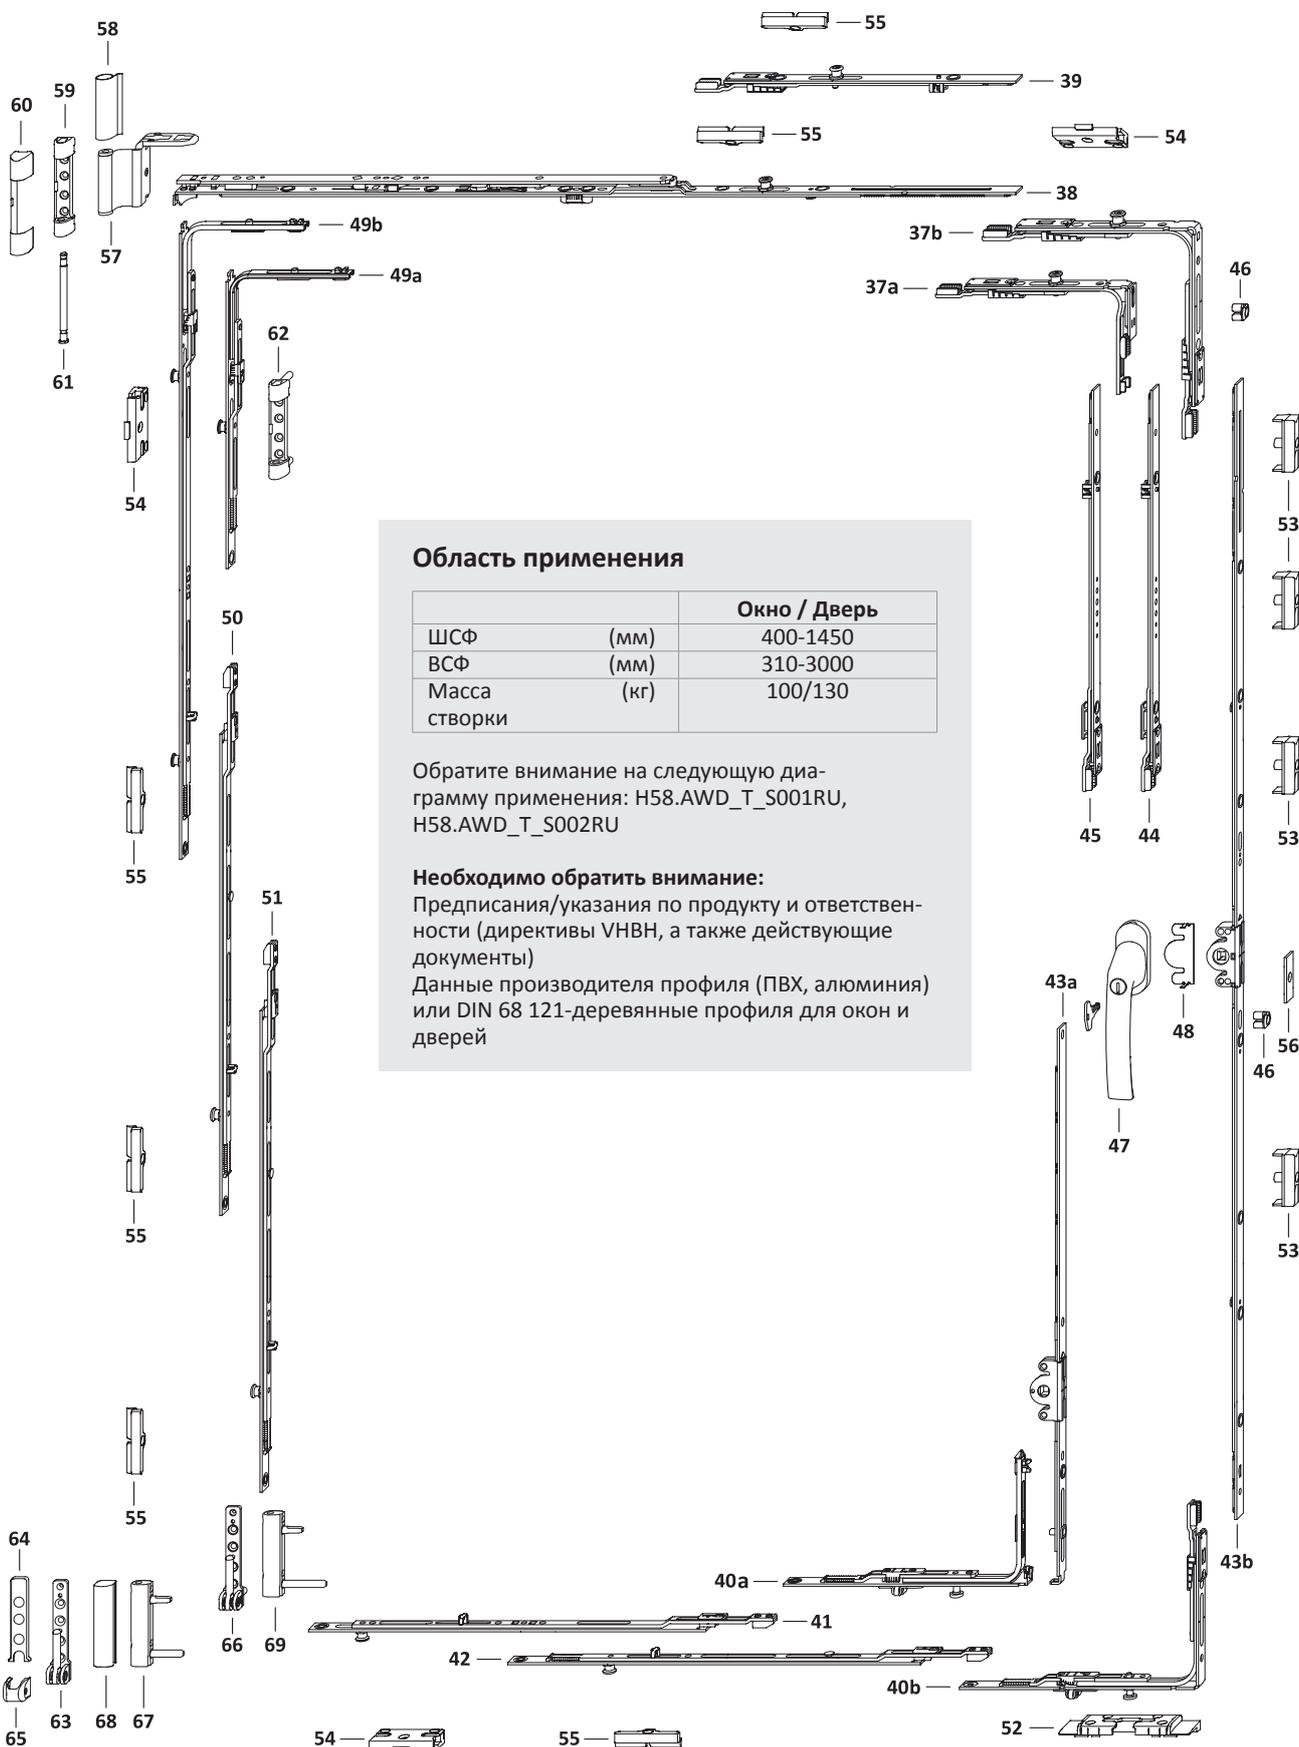 58
55
39
59
60
55
54
38
49b
37b
57
49a
37a
46
62
61
54
53
53
Область применения
Окно / Дверь
ШСФ (мм) 400-1450
ВСФ (мм) 310-3000
Масса (кг) 100/130
створки
Обратите внимание на следующую диа-
грамму применения: H58.AWD_T_S001RU,
H58.AWD_T_S002RU
Необходимо обратить внимание:
Предписания/указания по продукту и ответствен-
ности (директивы VHBH, а также действующие
документы)
Данные производителя профиля (ПВХ, алюминия)
или DIN 68 121-деревянные профиля для окон и
дверей
50
45
44
53
55
51
43a
48
56
46
47
55
53
55
64
43b
40a
66
69
41
42
40b
65
63
68
67
54
55
52